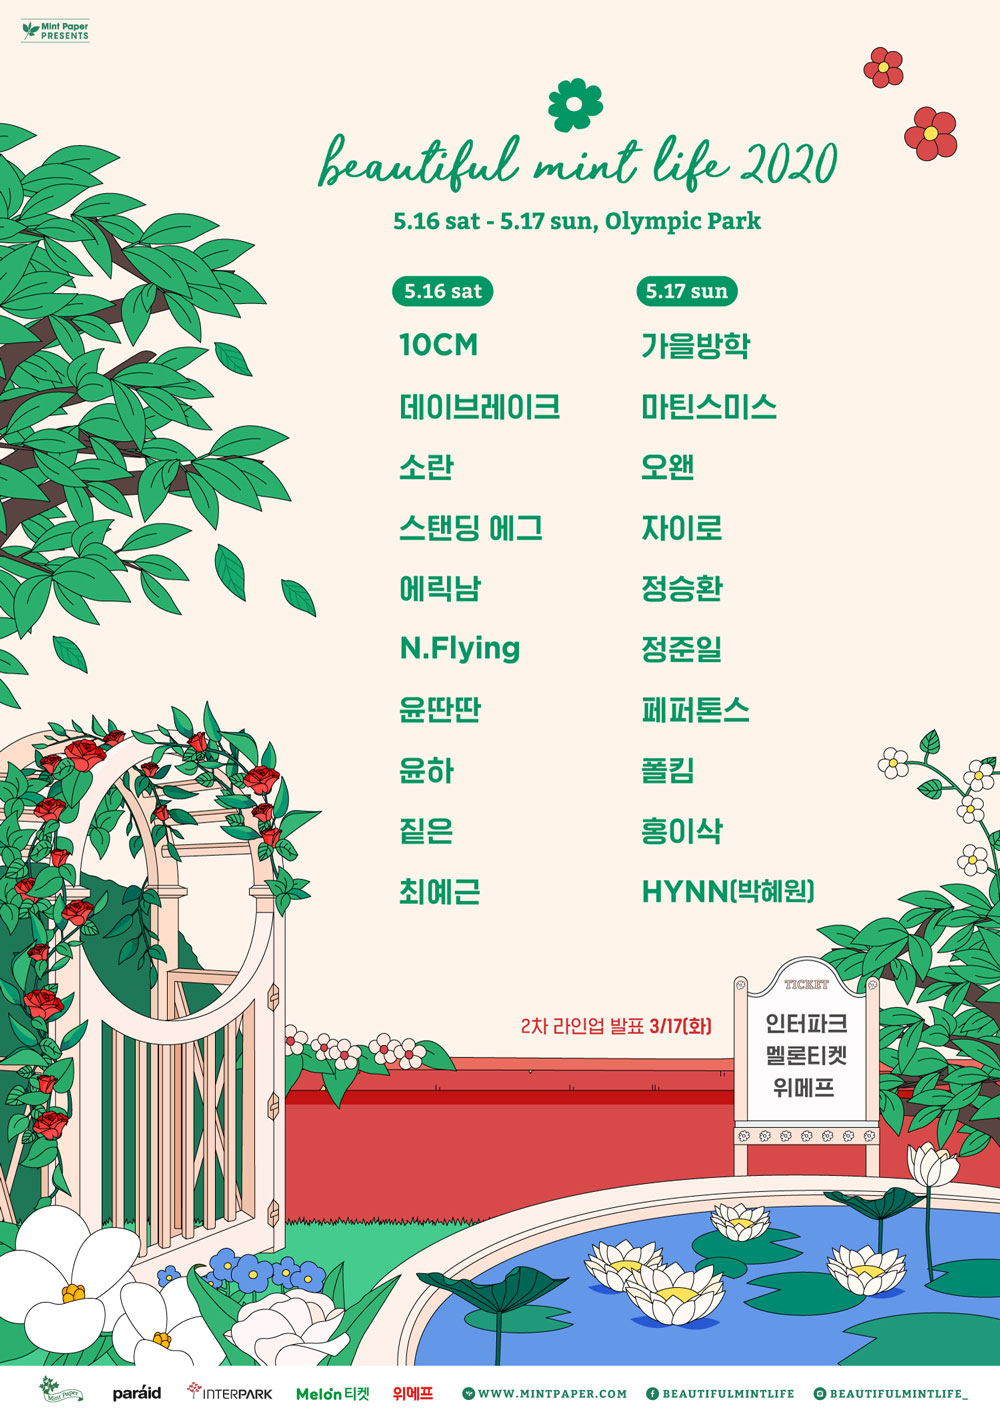 Mint Paper
PRESENTS
beautiful mint life 2020
5.16 sat - 5.17 sun, Olympic Park
5.16 sat
10CM
데이브레이크
소란
스탠딩 에그
에릭남
N.Flying
윤딴딴
윤하
짙은
최예근
5.17 sun
가을방학
마틴스미스
오왠
자이로
정승환
정준일
페퍼톤스
폴킴
홍이삭
HYNN(박혜원)
2차 라인업 발표 3/17(화)
TICKET
인터파크
멜론티켓
위메프
Mint Paper
paráid
INTERPARK
Melon 티켓
위메프
WWW.MINTPAPER.COM
BEAUTIFULMINTLIFE
BEAUTIFULMINTLIFE_